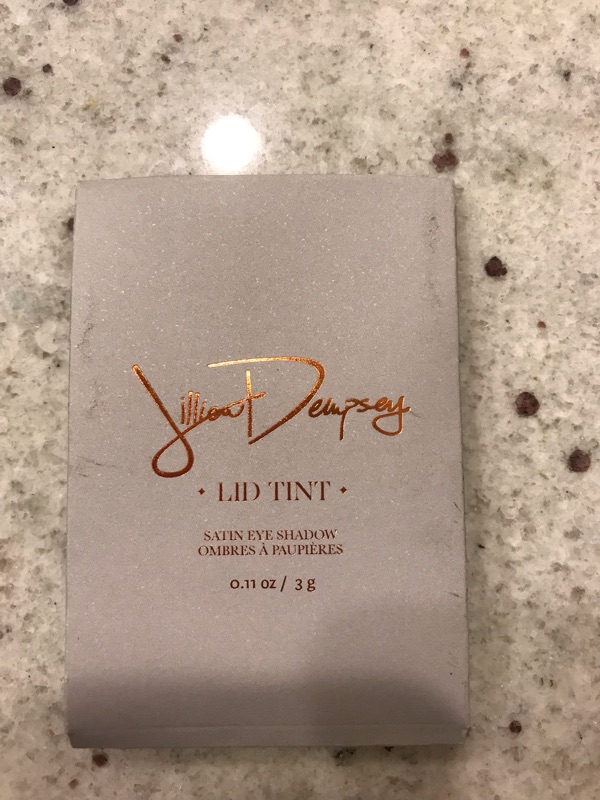 Jillian Dempsey
• LID TINT •
SATIN EYE SHADOW
OMBRES À PAUPIÈRES
0.11 oz / 3 g